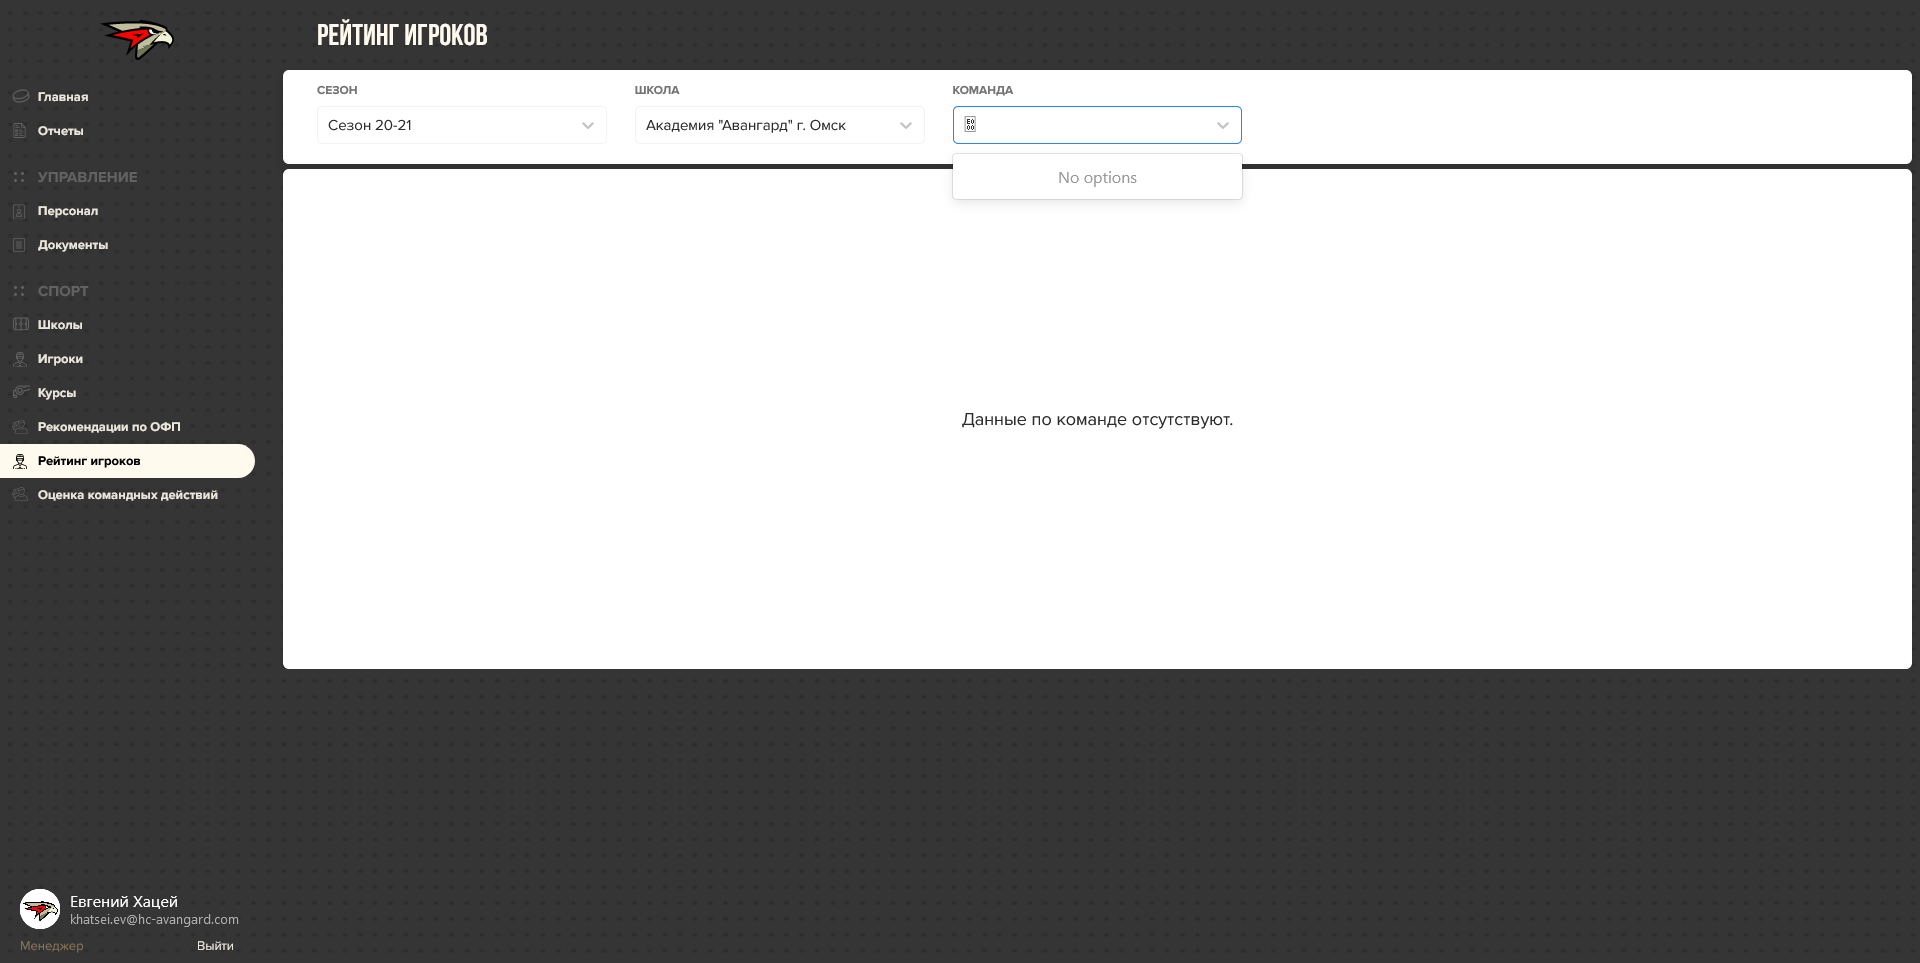 РЕЙТИНГ ИГРОКОВ
СЕЗОН
ШКОЛА
КОМАНДА
Сезон 20-21
Академия "Авангард" г. Омск
No options
Данные по команде отсутствуют.
Главная
Отчеты
УПРАВЛЕНИЕ
Персонал
Документы
СПОРТ
Школы
Игроки
Курсы
Рекомендации по ОФП
Рейтинг игроков
Оценка командных действий
Евгений Хацей
khatsei.ev@hc-avangard.com
Менеджер
Выйти